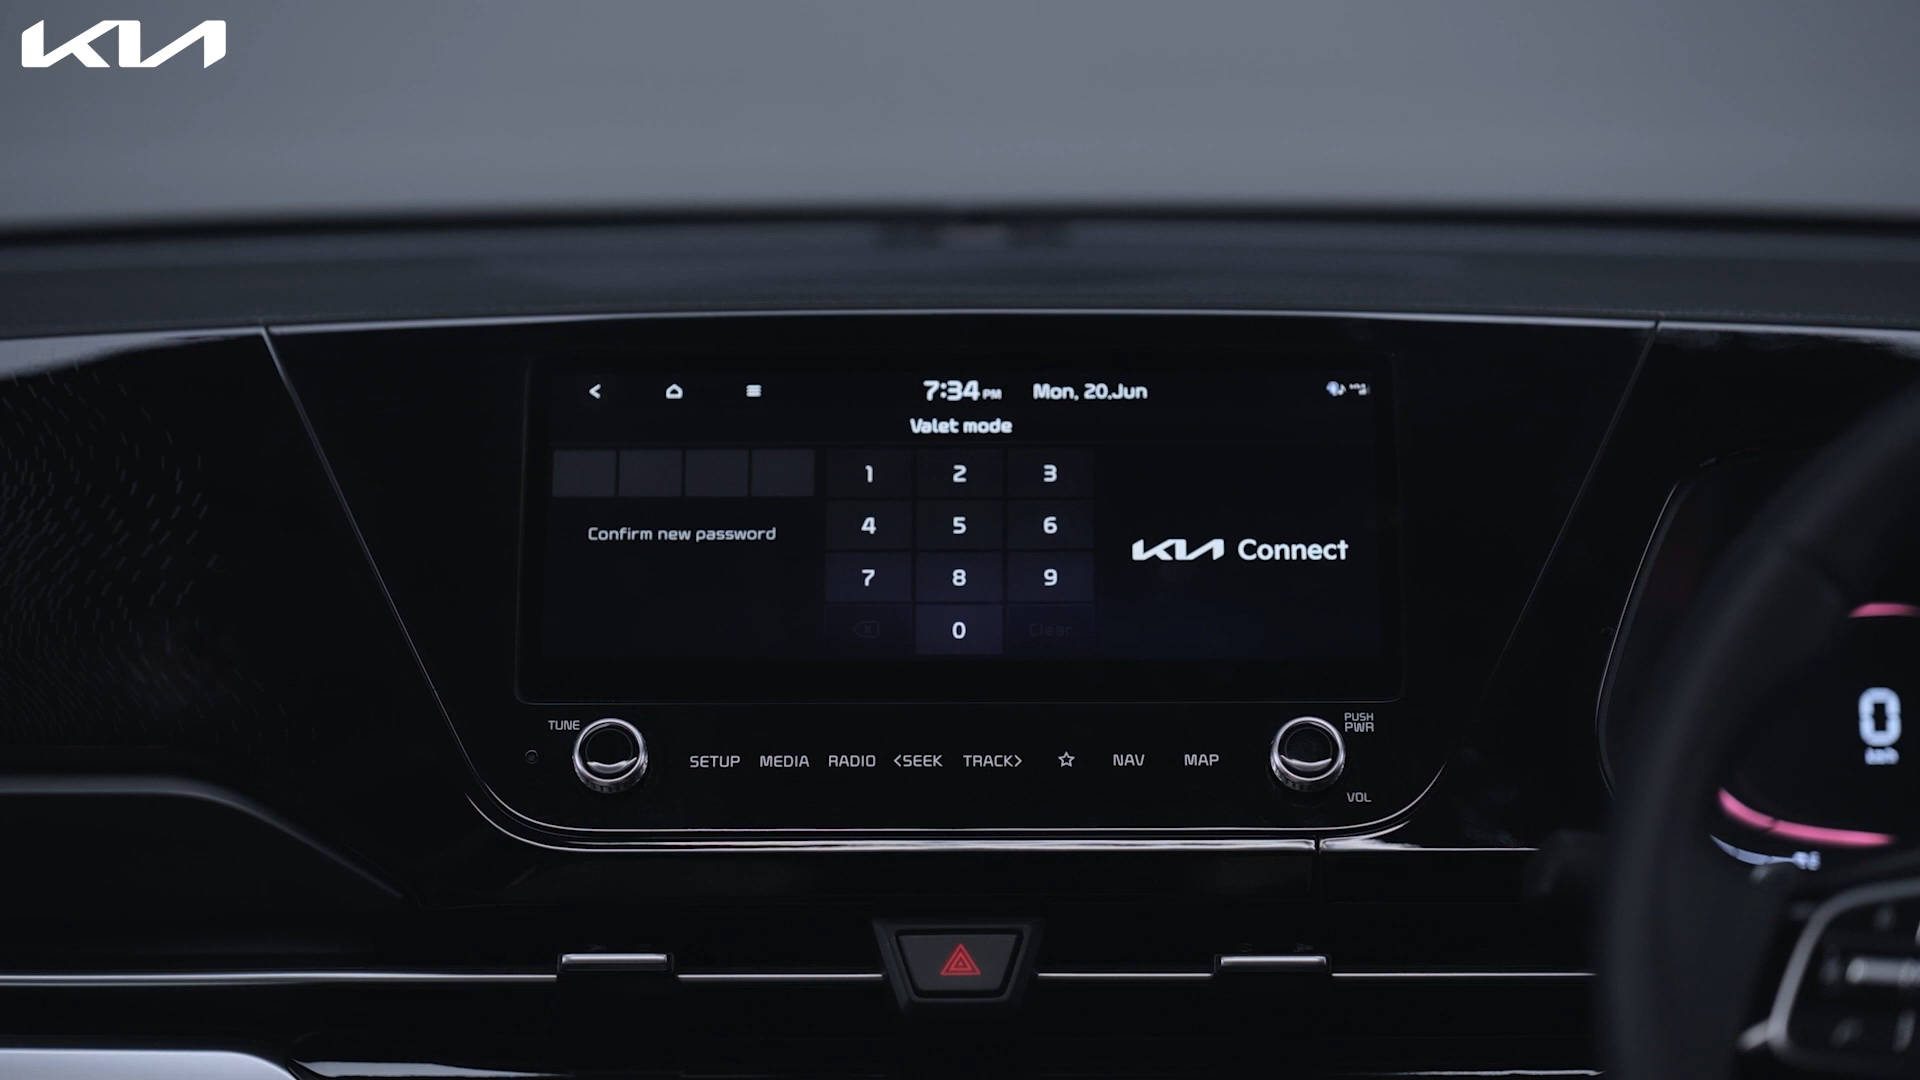 KIA
7:34 PM Mon, 20.Jun
Valet mode
1 2 3
Confirm new password
4 5 6
7 8 9
0 Clear
KIA Connect
TUNE
PUSH
PWR
SETUP MEDIA RADIO <SEEK TRACK> NAV MAP
VOL
0